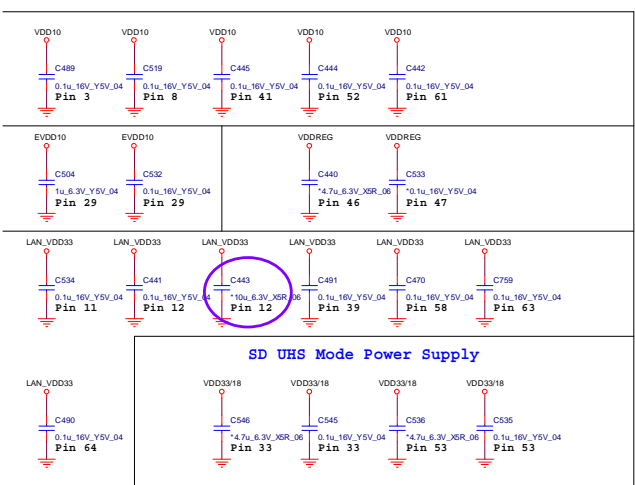 VDD10 VDD10 VDD10 VDD10 VDD10
C489 C519 C445 C444 C442
0.1u_16V_Y5V_04 0.1u_16V_Y5V_04 0.1u_16V_Y5V_04 0.1u_16V_Y5V_04 0.1u_16V_Y5V_04
Pin 3 Pin 8 Pin 41 Pin 52 Pin 61
EVDD10 EVDD10 VDDREG VDDREG
C504 C532 C440 C533
1u_6.3V_Y5V_04 0.1u_16V_Y5V_04 *4.7u_6.3V_X5R_06 *0.1u_16V_Y5V_04
Pin 29 Pin 29 Pin 46 Pin 47
LAN_VDD33 LAN_VDD33 LAN_VDD33 LAN_VDD33 LAN_VDD33 LAN_VDD33
C534 C441 C443 C491 C470 C759
0.1u_16V_Y5V_04 0.1u_16V_Y5V_04 *10u_6.3V_X5R_06 0.1u_16V_Y5V_04 0.1u_16V_Y5V_04 0.1u_16V_Y5V_04
Pin 11 Pin 12 Pin 12 Pin 39 Pin 58 Pin 63
SD UHS Mode Power Supply
LAN_VDD33 VDD33/18 VDD33/18 VDD33/18 VDD33/18
C490 C546 C545 C536 C535
0.1u_16V_Y5V_04 *4.7u_6.3V_X5R_06 0.1u_16V_Y5V_04 *4.7u_6.3V_X5R_06 0.1u_16V_Y5V_04
Pin 64 Pin 33 Pin 33 Pin 53 Pin 53